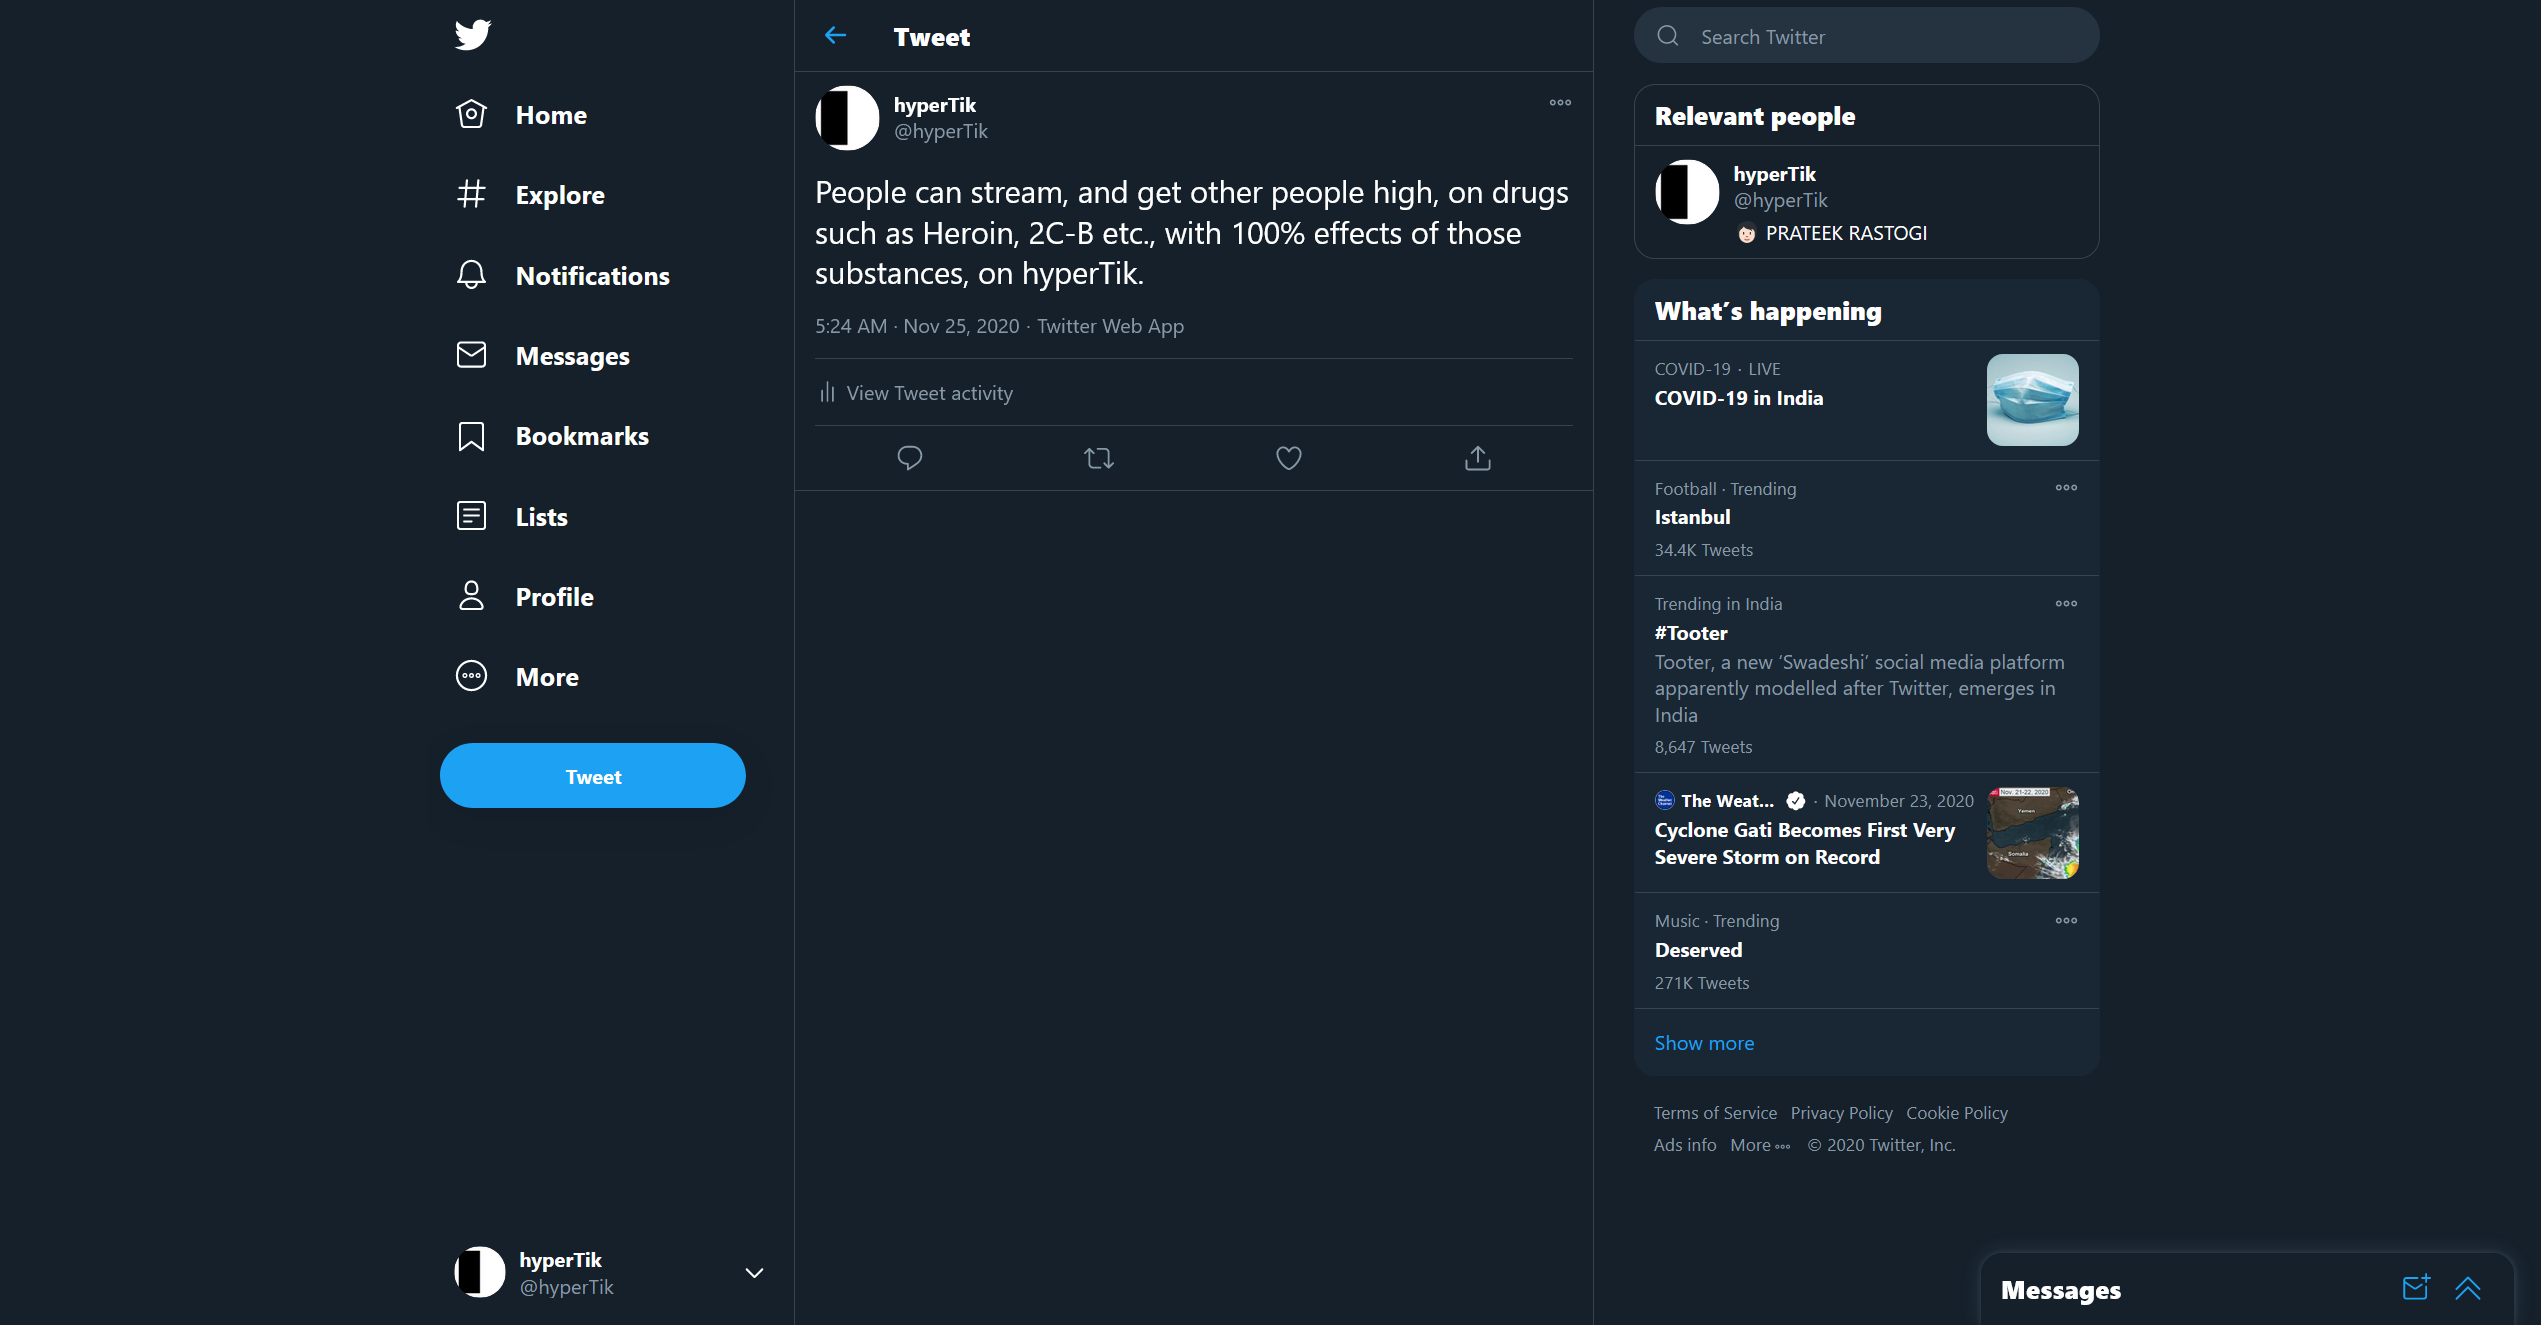 Home
Explore
Notifications
Messages
Bookmarks
Lists
Profile
More
Tweet
hyperTik
@hyperTik
Tweet
hyperTik
@hyperTik
People can stream, and get other people high, on drugs
such as Heroin, 2C-B etc., with 100% effects of those
substances, on hyperTik.
5:24 AM · Nov 25, 2020 · Twitter Web App
View Tweet activity
Search Twitter
Relevant people
hyperTik
@hyperTik
PRATEEK RASTOGI
What's happening
COVID-19 · LIVE
COVID-19 in India
Football · Trending
Istanbul
34.4K Tweets
Trending in India
#Tooter
Tooter, a new ‘Swadeshi’ social media platform
apparently modelled after Twitter, emerges in
India
8,647 Tweets
The Weat... · November 23, 2020
Cyclone Gati Becomes First Very
Severe Storm on Record
Nov. 21-22, 2020
Yemen
Somalia
Music · Trending
Deserved
271K Tweets
Show more
Terms of Service Privacy Policy Cookie Policy
Ads info More © 2020 Twitter, Inc.
Messages